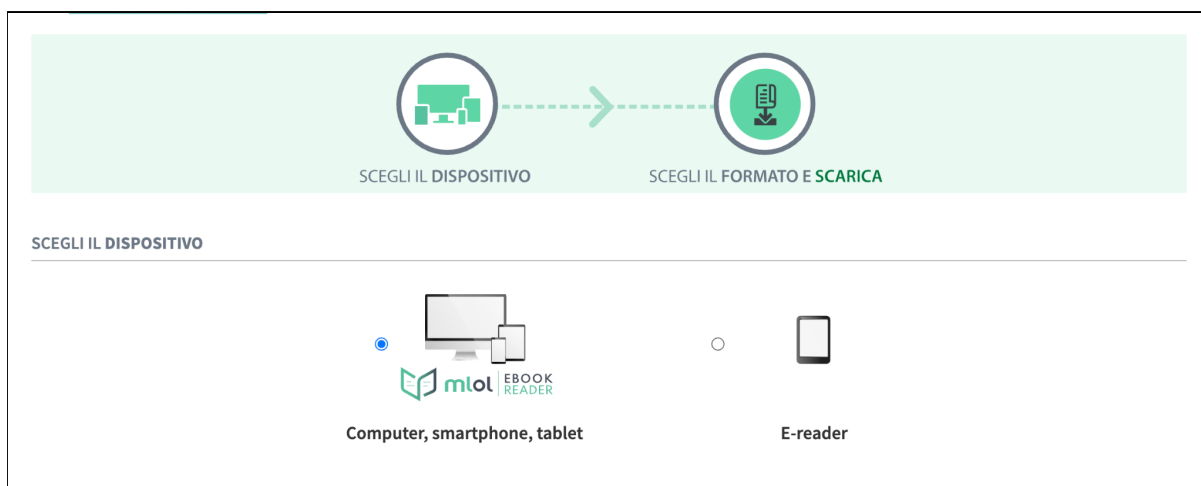 SCEGLI IL DISPOSITIVO
SCEGLI IL FORMATO E SCARICA
SCEGLI IL DISPOSITIVO
mlol EBOOK
READER
Computer, smartphone, tablet
E-reader